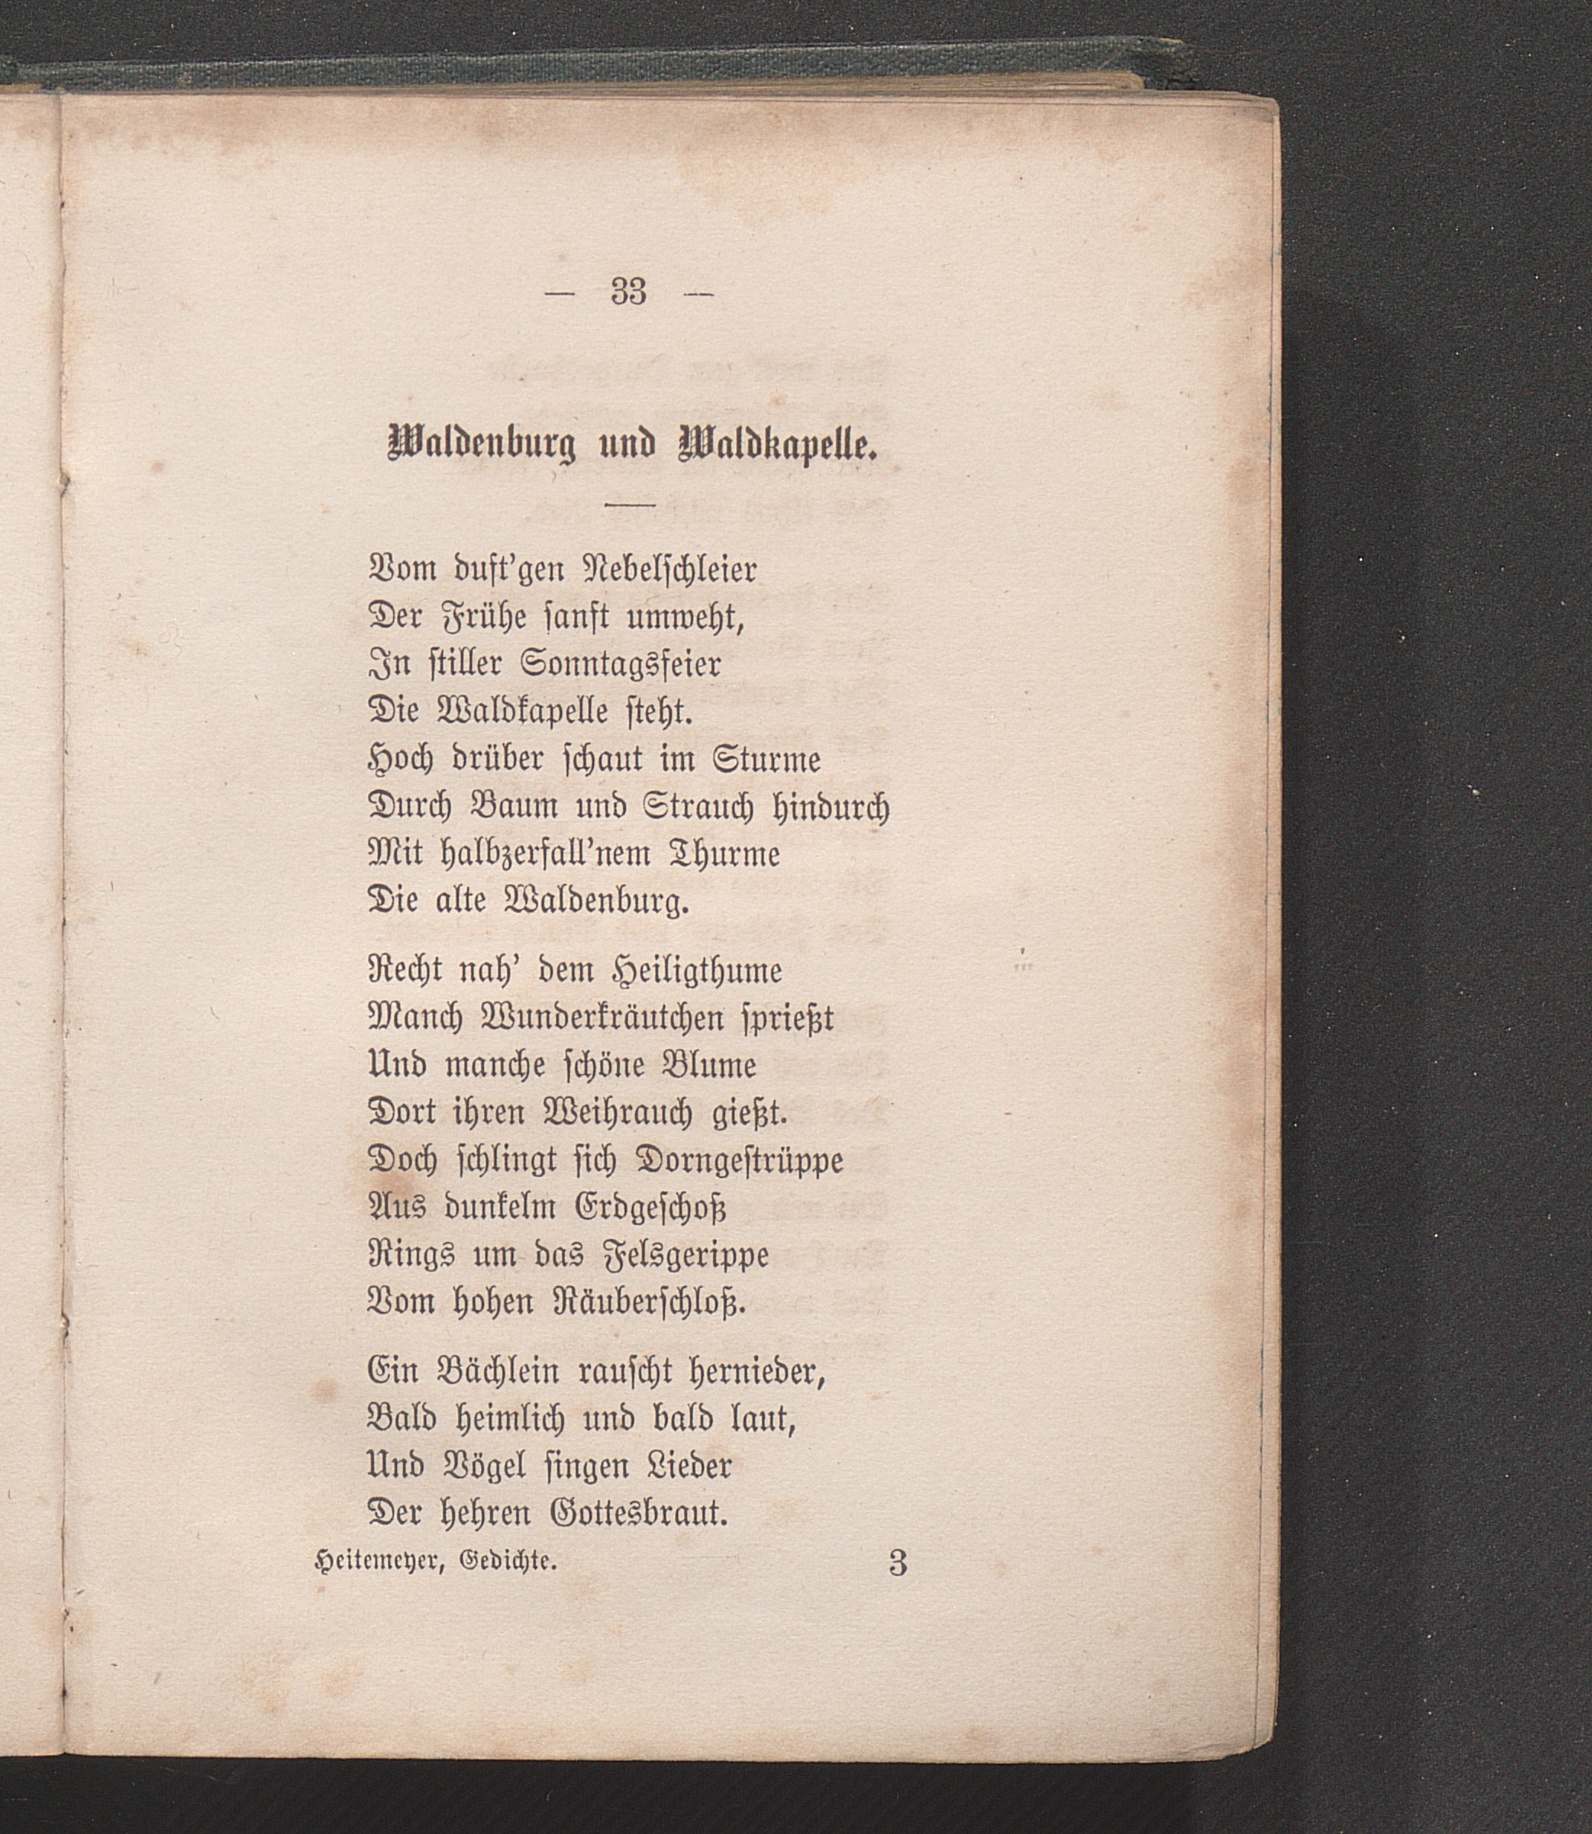 — 33 —
Waldenburg und Waldkapelle.
Vom duft'gen Nebelschleier
Der Frühe sanft umweht,
In stiller Sonntagsfeier
Die Waldkapelle steht.
Hoch drüber schaut im Sturme
Durch Baum und Strauch hindurch
Mit halbzerfall'nem Thurme
Die alte Waldenburg.
Recht nah' dem Heiligthume
Manch Wunderkräutchen sprießt
Und manche schöne Blume
Dort ihren Weihrauch gießt.
Doch schlingt sich Dorngestrüppe
Aus dunkelm Erdgeschoß
Rings um das Felsgerippe
Vom hohen Räuberschloß.
Ein Bächlein rauscht hernieder,
Bald heimlich und bald laut,
Und Vögel singen Lieder
Der hehren Gottesbraut.
Heitemeyer, Gedichte. 3